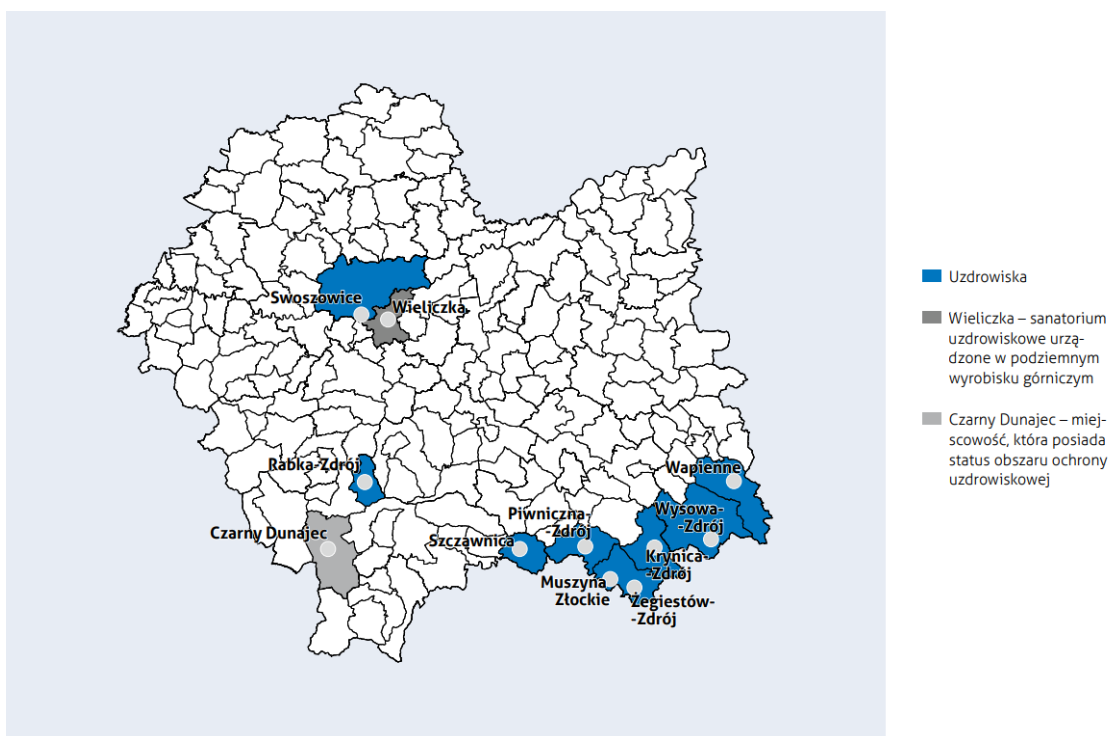 Swoszowice
Wieliczka
Rabka-Zdrój
Wapienne
Czarny Dunajec
Szczawnica
Piwniczna-
-Zdrój
Wysowa-
-Zdrój
Krynica-
-Zdrój
Muszyna
Złockie
Żegiestów-
-Zdrój
Uzdrowiska
Wieliczka – sanatorium
uzdrowiskowe urzą-
dzone w podziemnym
wyrobisku górniczym
Czarny Dunajec – miej-
scowość, która posiada
status obszaru ochrony
uzdrowiskowej